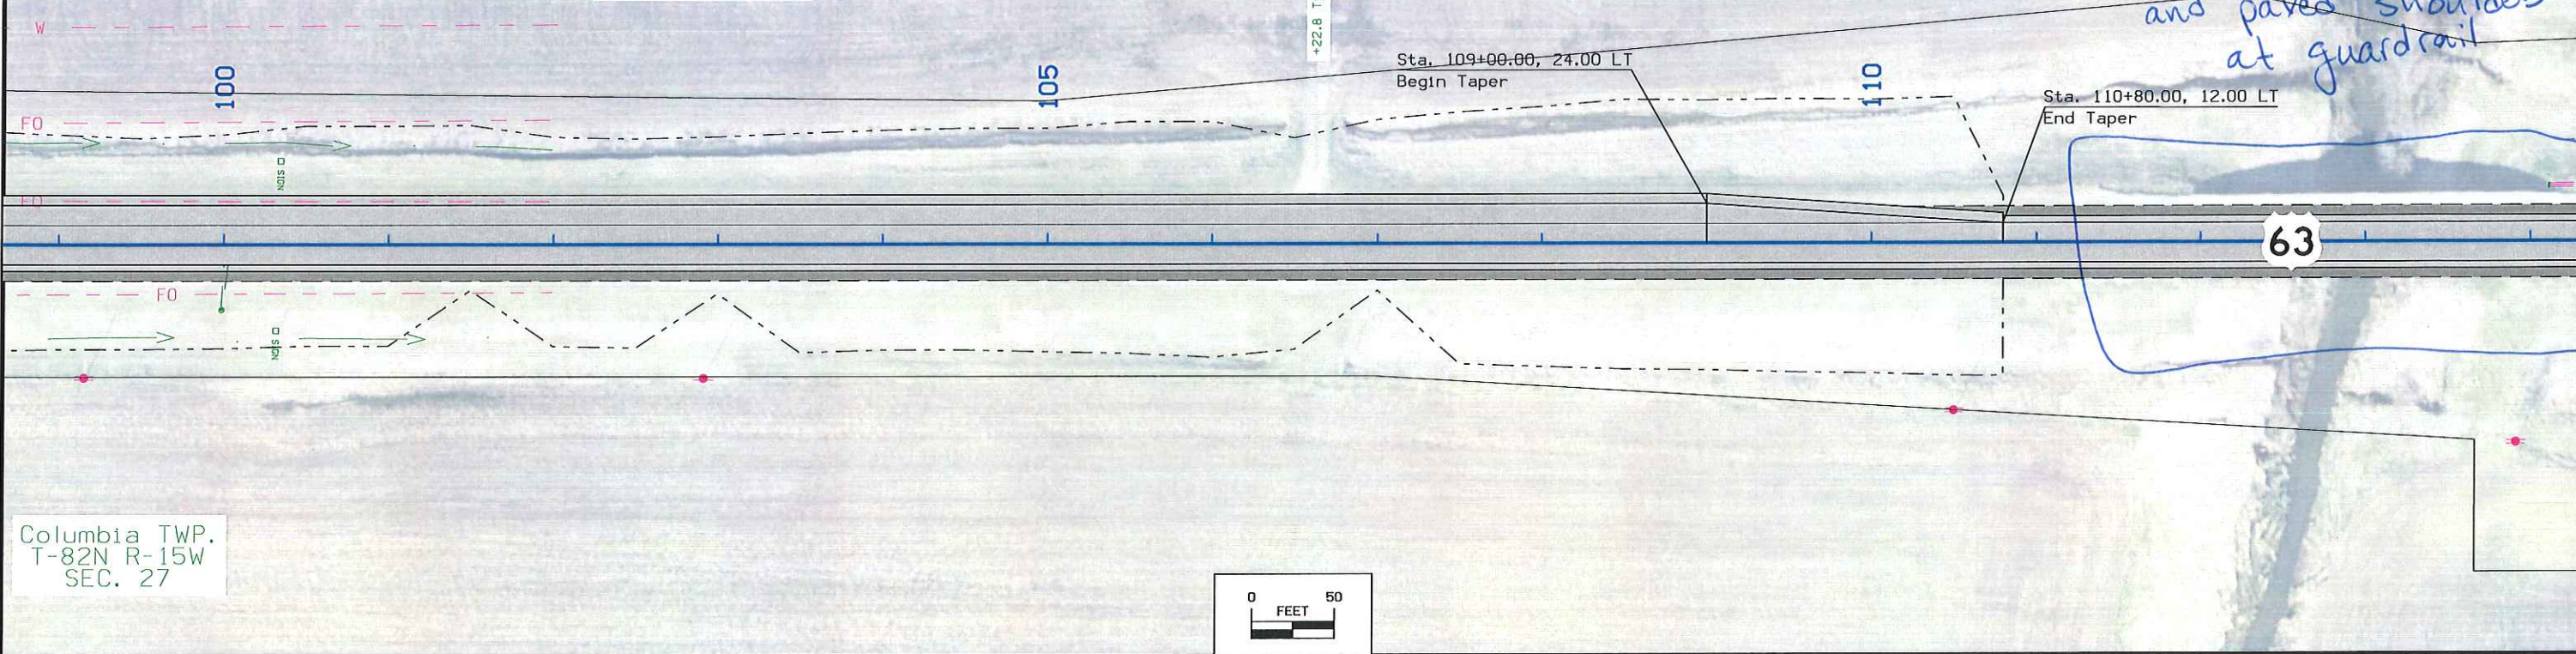 W
100
105
+22.8 T
Sta. 109+00.00, 24.00 LT
Begin Taper
110
and paved shoulder
at guardrail
Sta. 110+80.00, 12.00 LT
End Taper
FO
SIGN
FO
63
FO
SIGN
Columbia TWP.
T-82N R-15W
SEC. 27
0 50
FEET